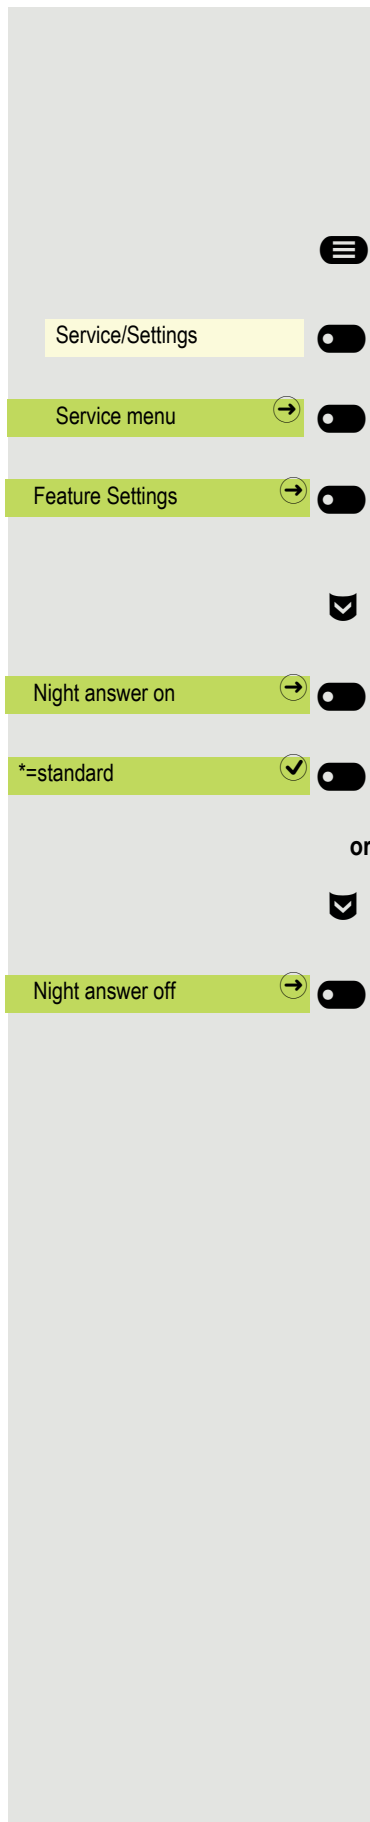 Service/Settings
Service menu
Feature Settings
Night answer on
*=standard
or
Night answer off